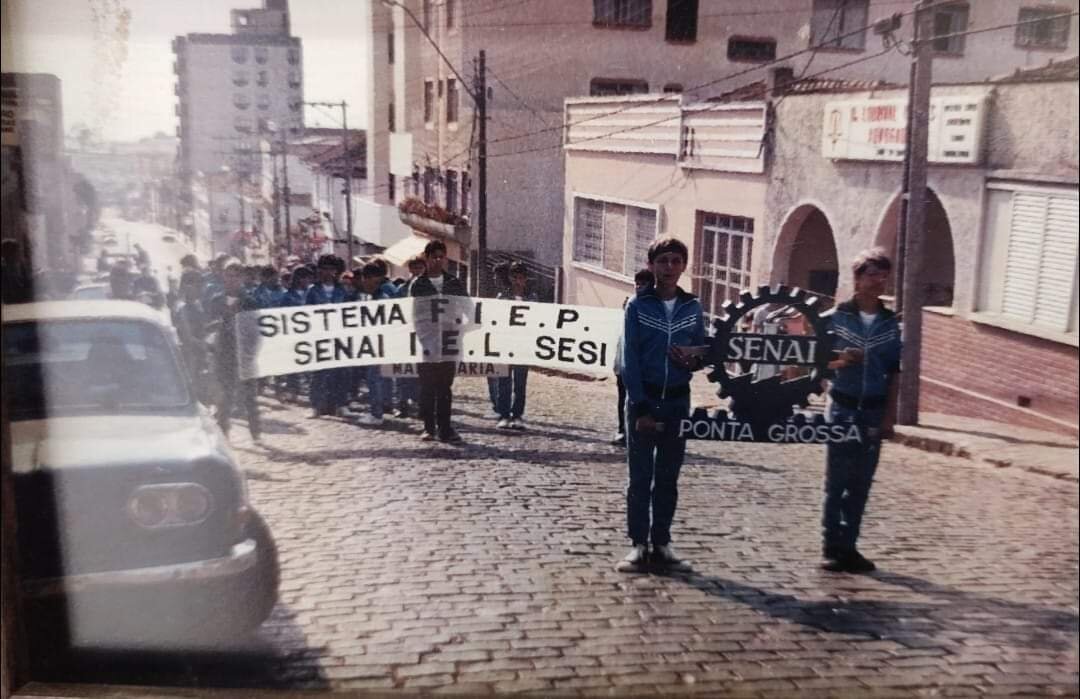 SISTEMA F.I.E.P.
SENAI I.E.L. SESI
SENAI
PONTA GROSSA